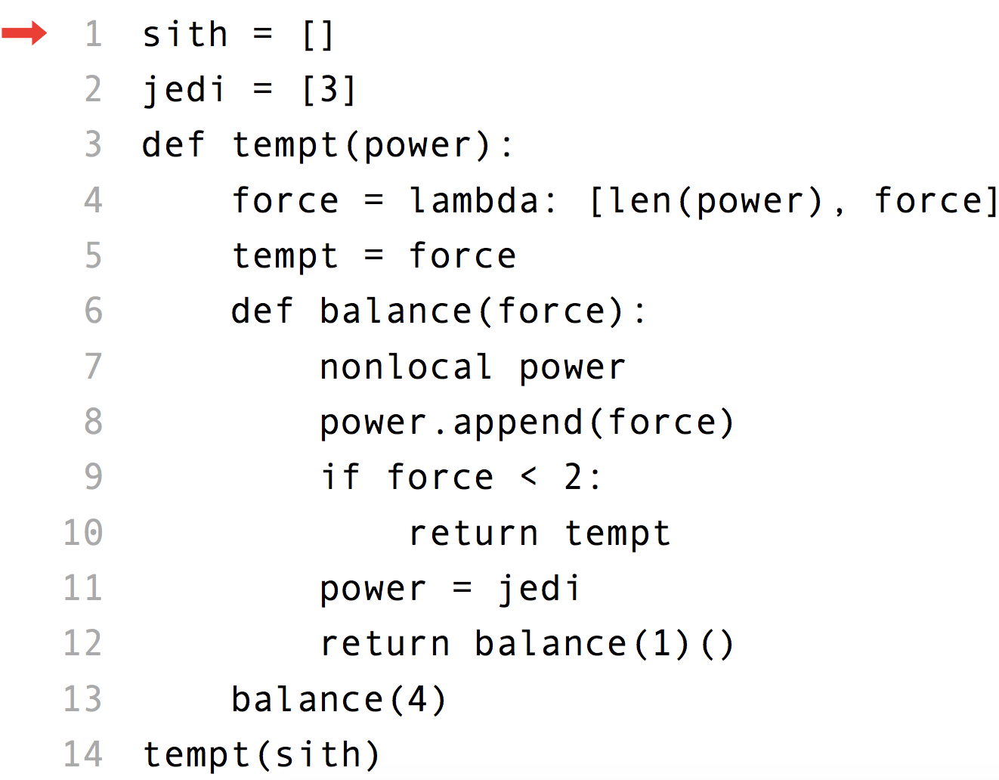 1 sith = []
2 jedi = [3]
3 def tempt(power):
4     force = lambda: [len(power), force]
5     tempt = force
6     def balance(force):
7         nonlocal power
8         power.append(force)
9         if force < 2:
10             return tempt
11         power = jedi
12         return balance(1)()
13     balance(4)
14 tempt(sith)